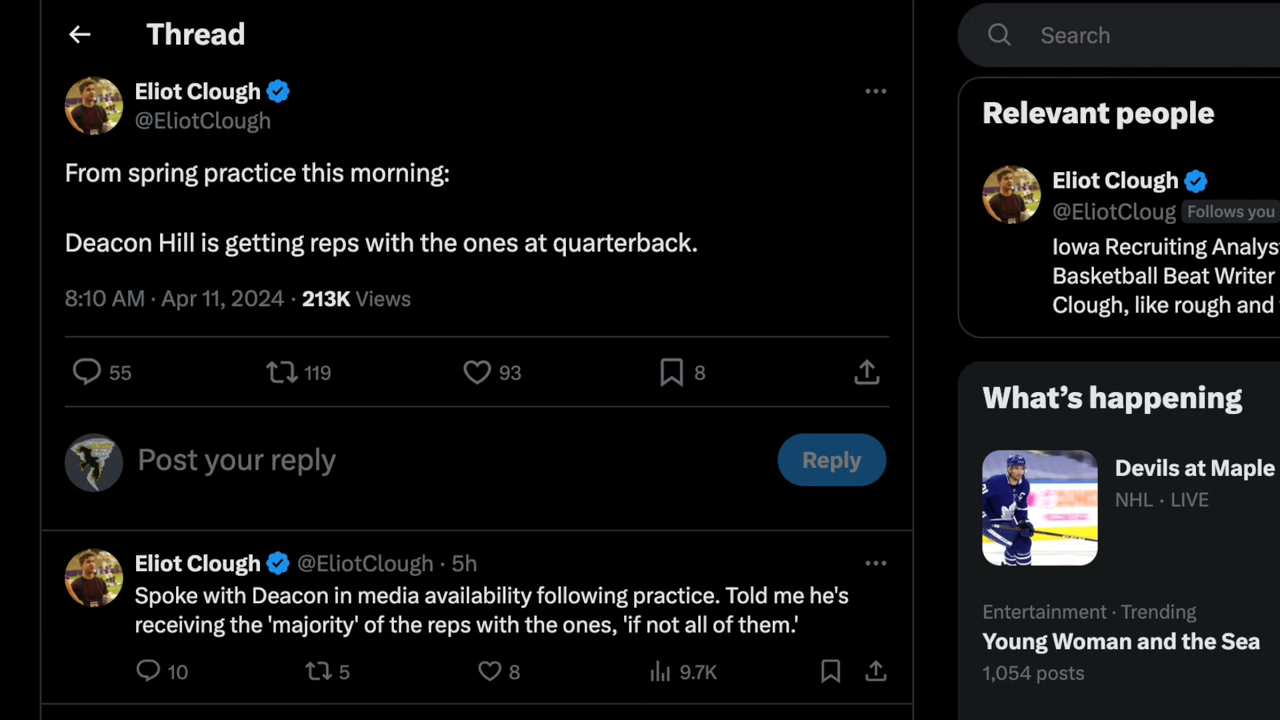 Thread
Eliot Clough
@EliotClough
From spring practice this morning:
Deacon Hill is getting reps with the ones at quarterback.
8:10 AM · Apr 11, 2024 · 213K Views
55 119 93 8
Post your reply
Reply
Eliot Clough @EliotClough · 5h
Spoke with Deacon in media availability following practice. Told me he's
receiving the 'majority' of the reps with the ones, 'if not all of them.'
10 5 8 9.7K
Search
Relevant people
Eliot Clough
@EliotCloug Follows you
Iowa Recruiting Analys
Basketball Beat Writer
Clough, like rough and
What's happening
Devils at Maple
NHL · LIVE
Entertainment · Trending
Young Woman and the Sea
1,054 posts